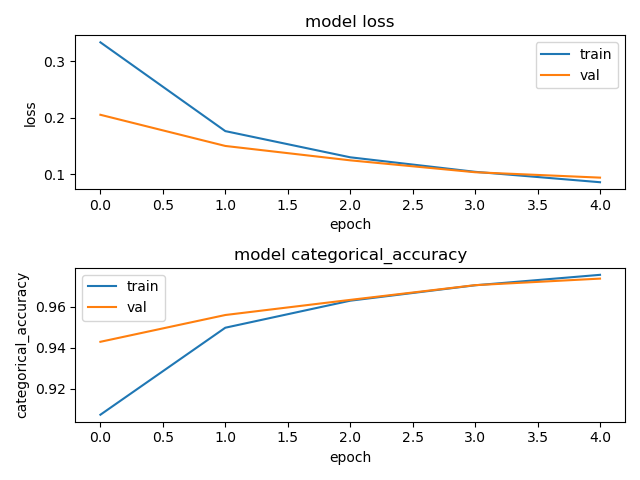 model loss
0.3
0.2
0.1
loss
train
val
0.0 0.5 1.0 1.5 2.0 2.5 3.0 3.5 4.0
epoch
model categorical_accuracy
0.96
0.94
0.92
categorical_accuracy
train
val
0.0 0.5 1.0 1.5 2.0 2.5 3.0 3.5 4.0
epoch